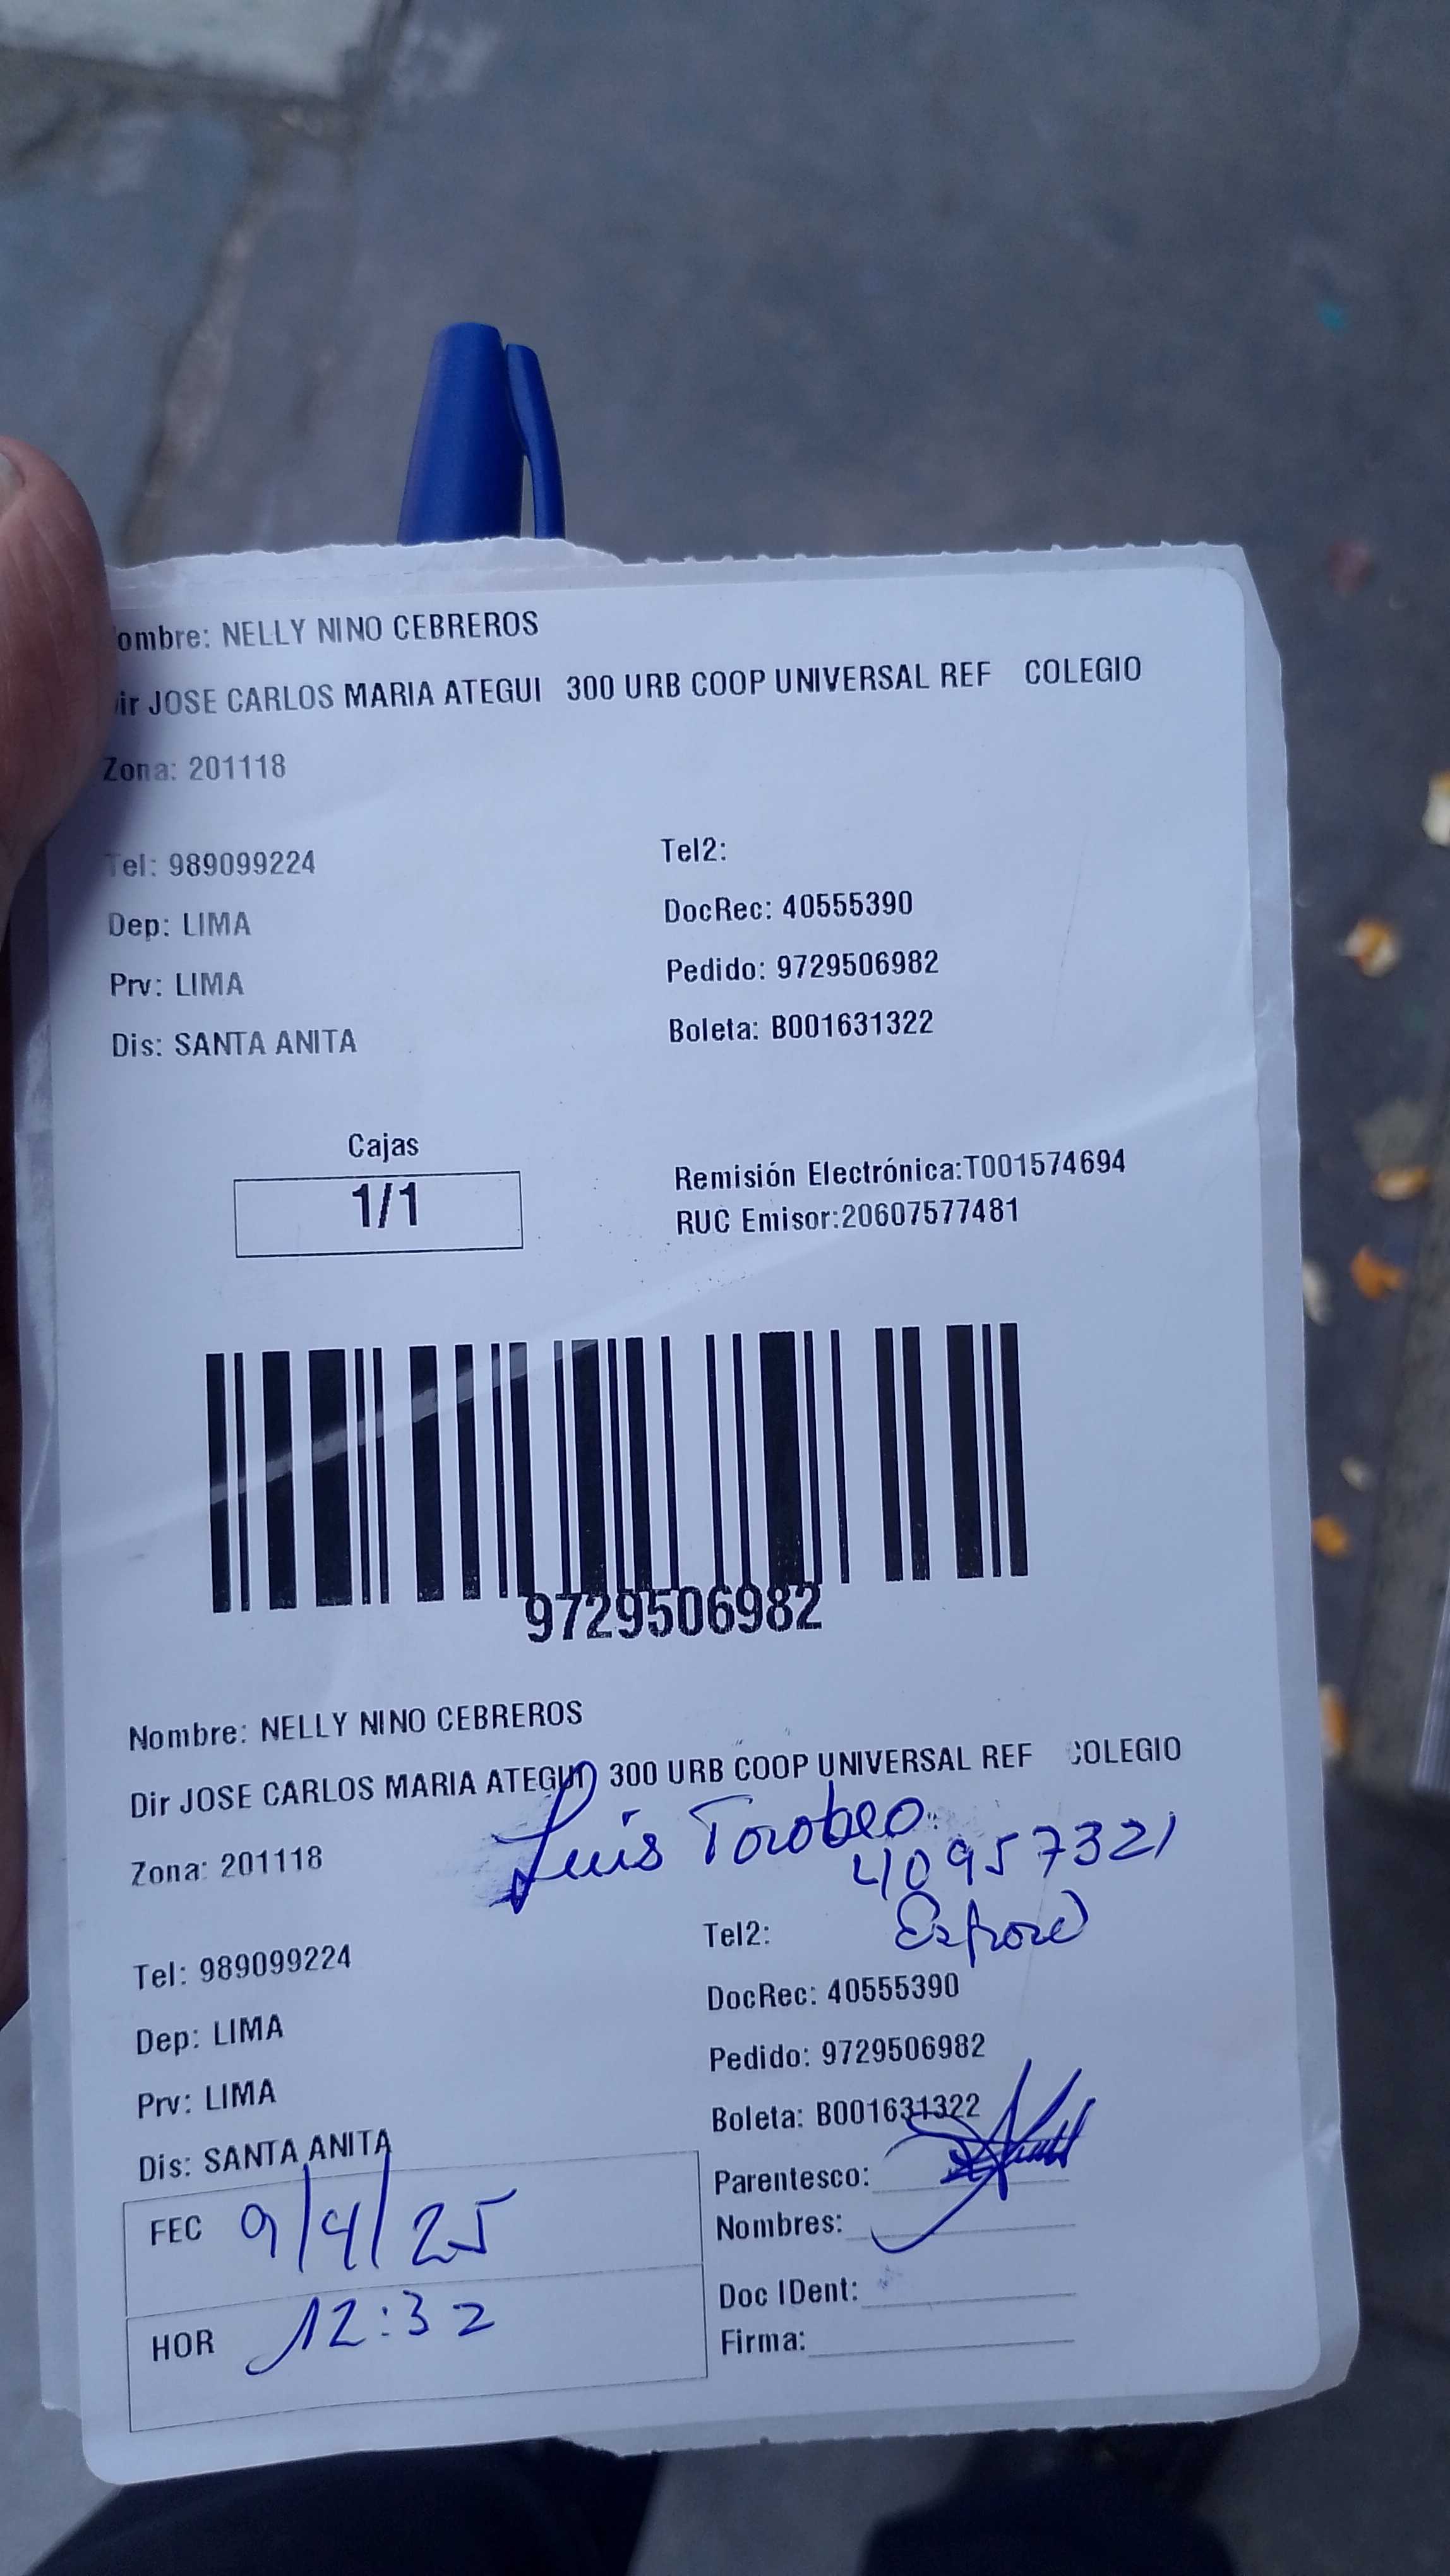 ombre: NELLY NINO CEBREROS
ir JOSE CARLOS MARIA ATEGUI 300 URB COOP UNIVERSAL REF COLEGIO
Zona: 201118
Tel: 989099224
Tel2:
Dep: LIMA
DocRec: 40555390
Prv: LIMA
Pedido: 9729506982
Dis: SANTA ANITA
Boleta: B001631322
Cajas
1/1
Remisión Electrónica:T001574694
RUC Emisor:20607577481
9729506982
Nombre: NELLY NINO CEBREROS
Dir JOSE CARLOS MARIA ATEGUI 300 URB COOP UNIVERSAL REF COLEGIO
Luis
Zona: 201118
40957321
Tel: 989099224
Tel2:
Dep: LIMA
DocRec: 40555390
Prv: LIMA
Pedido: 9729506982
Dis: SANTA ANITA
Boleta: B001631322
FEC 9/4/25
Parentesco:
Nombres:
HOR 12:32
Doc IDent:
Firma: